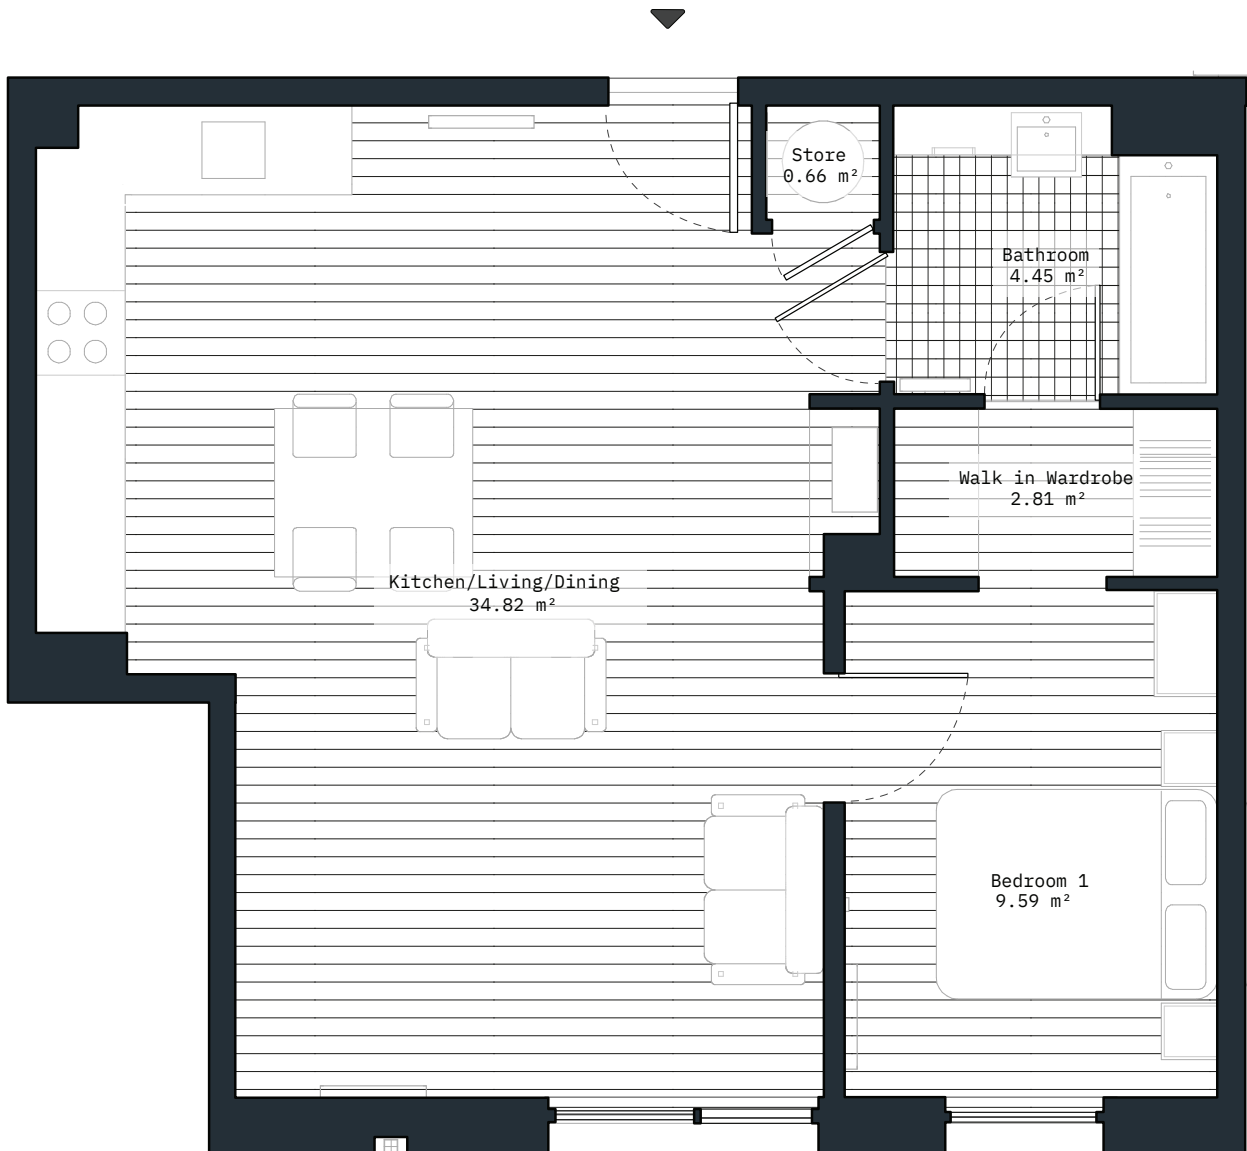 Store
0.66 m²
Bathroom
4.45 m²
Walk in Wardrobe
2.81 m²
Kitchen/Living/Dining
34.82 m²
Bedroom 1
9.59 m²